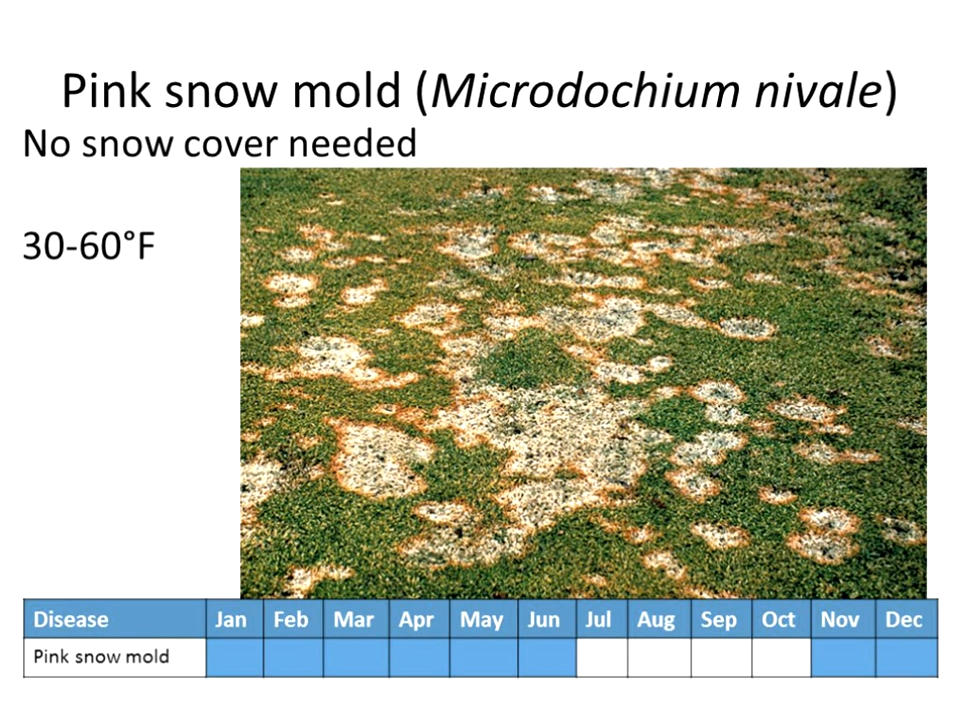 Pink snow mold (Microdochium nivale)
No snow cover needed
30-60°F
Disease Jan Feb Mar Apr May Jun Jul Aug Sep Oct Nov Dec
Pink snow mold